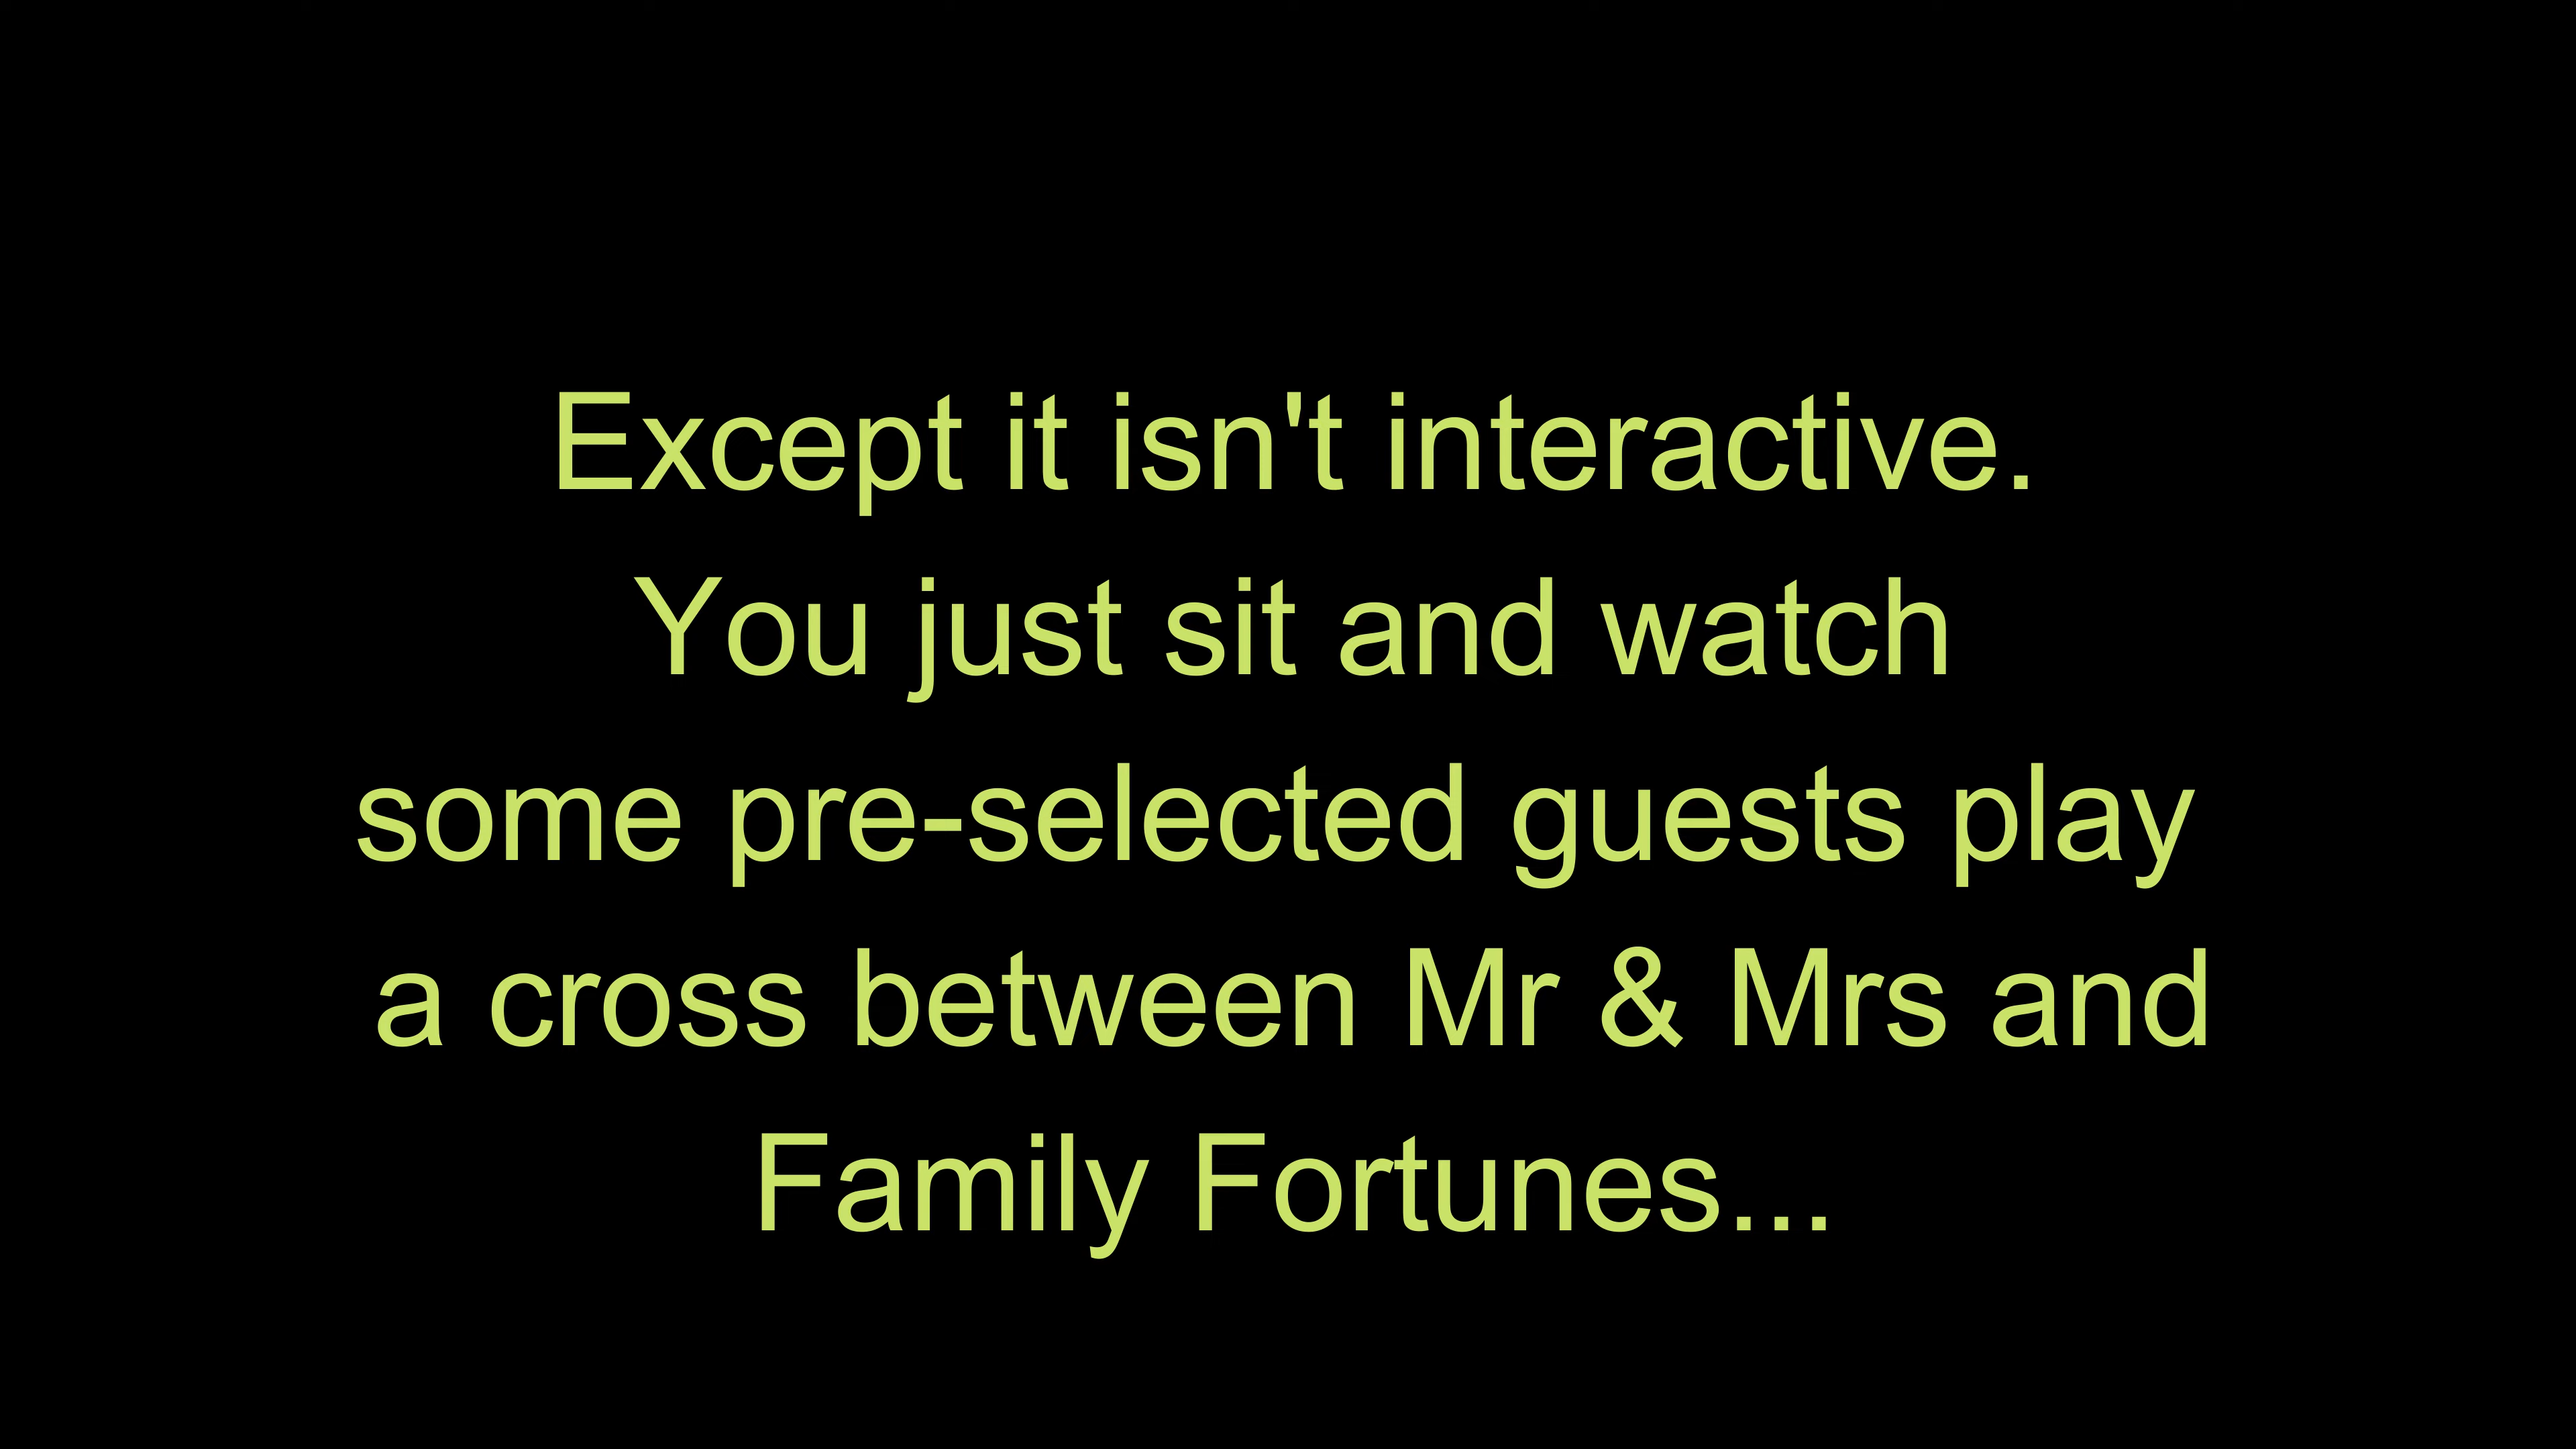 Except it isn't interactive.
You just sit and watch
some pre-selected guests play
a cross between Mr & Mrs and
Family Fortunes...